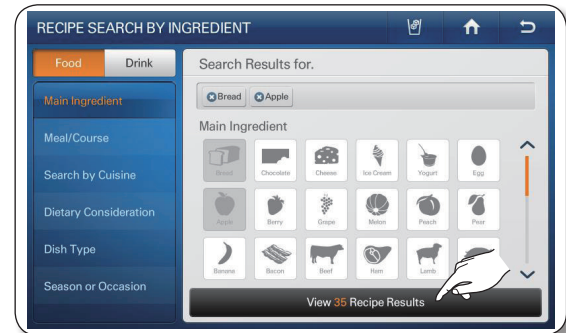 RECIPE SEARCH BY INGREDIENT
Food Drink
Main Ingredient
Meal/Course
Search by Cuisine
Dietary Consideration
Dish Type
Season or Occasion
Search Results for.
Bread Apple
Main Ingredient
Bread Chocolate Cheese Ice Cream Yogurt Egg
Apple Berry Grape Melon Peach Pear
Banana Bacon Beef Ham Lamb
View 35 Recipe Results